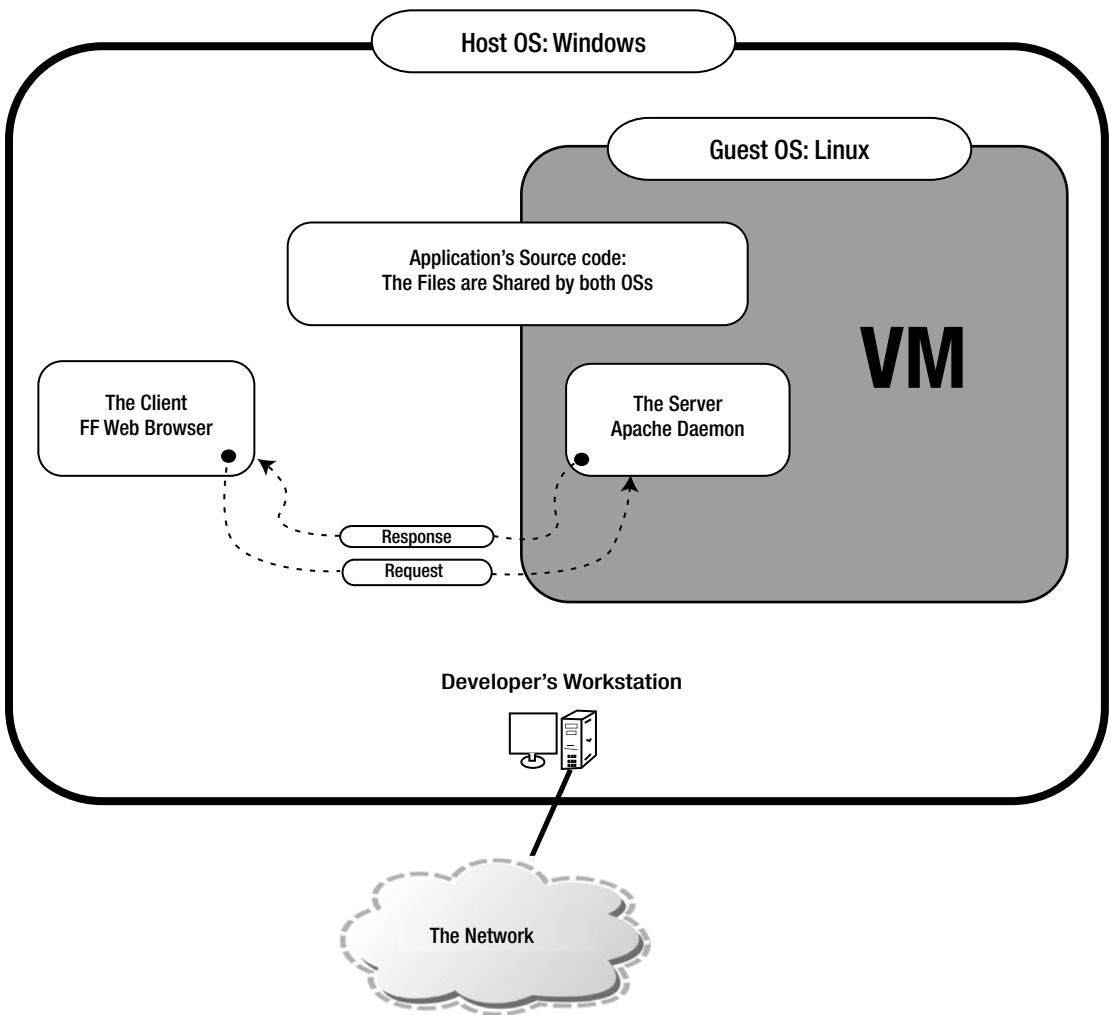 Host OS: Windows
Guest OS: Linux
Application’s Source code:
The Files are Shared by both OSs
VM
The Client
FF Web Browser
The Server
Apache Daemon
Response
Request
Developer’s Workstation
The Network